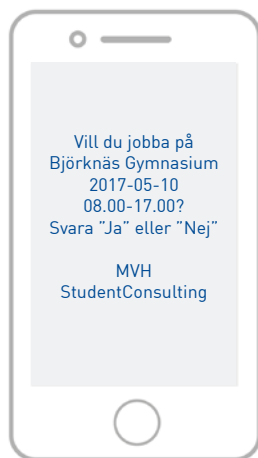 Vill du jobba på
Björknäs Gymnasium
2017-05-10
08.00-17.00?
Svara ”Ja” eller ”Nej”
MVH
StudentConsulting